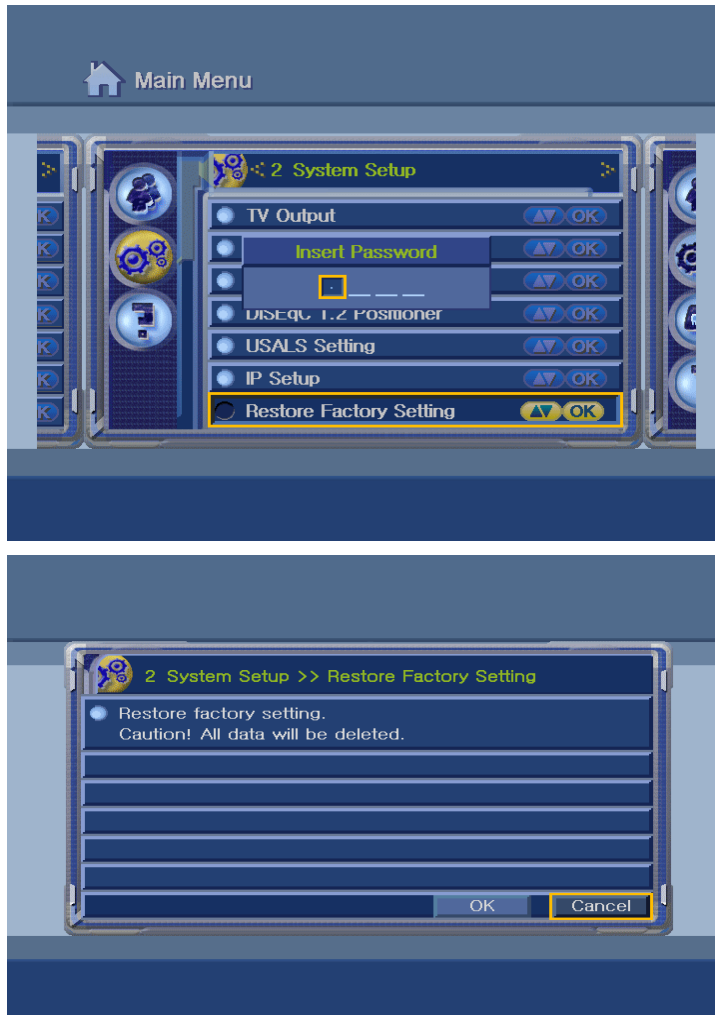 Main Menu
< 2 System Setup >
TV Output OK
Insert Password
OK
OK
DiSEqC 1.2 Positioner OK
USALS Setting OK
IP Setup OK
Restore Factory Setting OK
2 System Setup >> Restore Factory Setting
Restore factory setting.
Caution! All data will be deleted.
OK Cancel